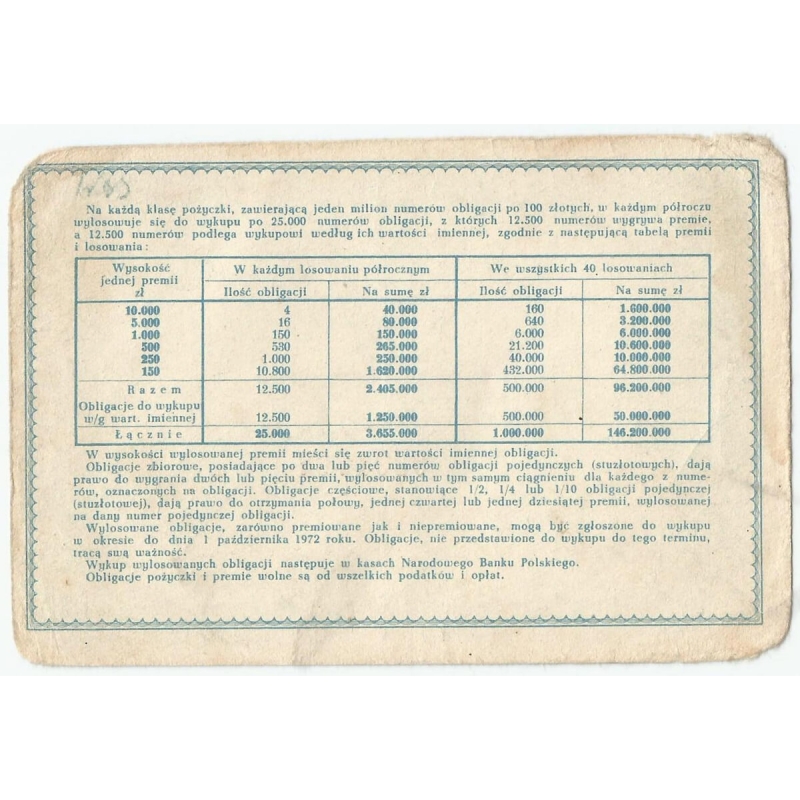 Na każdą klasę pożyczki, zawierającą jeden milion numerów obligacji po 100 złotych, w każdym półroczu
wylosowuje się do wykupu po 25.000 numerów obligacji, z których 12.500 numerów wygrywa premie,
a 12.500 numerów podlega wykupowi według ich wartości imiennej, zgodnie z następującą tabelą premii
i losowania:
Wysokość jednej premii zł
W każdym losowaniu półrocznym
We wszystkich 40 losowaniach
Ilość obligacji Na sumę zł Ilość obligacji Na sumę zł
10.000 4 40.000 160 1.600.000
5.000 16 80.000 640 3.200.000
1.000 150 150.000 6.000 6.000.000
500 530 265.000 21.200 10.600.000
250 1.000 250.000 40.000 10.000.000
150 10.800 1.620.000 432.000 64.800.000
Razem 12.500 2.405.000 500.000 96.200.000
Obligacje do wykupu
w/g wart. imiennej 12.500 1.250.000 500.000 50.000.000
Łącznie 25.000 3.655.000 1.000.000 146.200.000
W wysokości wylosowanej premii mieści się zwrot wartości imiennej obligacji.
Obligacje zbiorowe, posiadające po dwa lub pięć numerów obligacji pojedynczych (stuzłotowych), dają
prawo do wygrania dwóch lub pięciu premii, wylosowanych w tym samym ciągnieniu dla każdego z nume-
rów, oznaczonych na obligacji. Obligacje częściowe, stanowiące 1/2, 1/4 lub 1/10 obligacji pojedynczej
(stuzłotowej), dają prawo do otrzymania połowy, jednej czwartej lub jednej dziesiątej premii, wylosowanej
na dany numer pojedynczej obligacji.
Wylosowane obligacje, zarówno premiowane jak i niepremiowane, mogą być zgłoszone do wykupu
w okresie do dnia 1 października 1972 roku. Obligacje, nie przedstawione do wykupu do tego terminu,
tracą swą ważność.
Wykup wylosowanych obligacji następuje w kasach Narodowego Banku Polskiego.
Obligacje pożyczki i premie wolne są od wszelkich podatków i opłat.